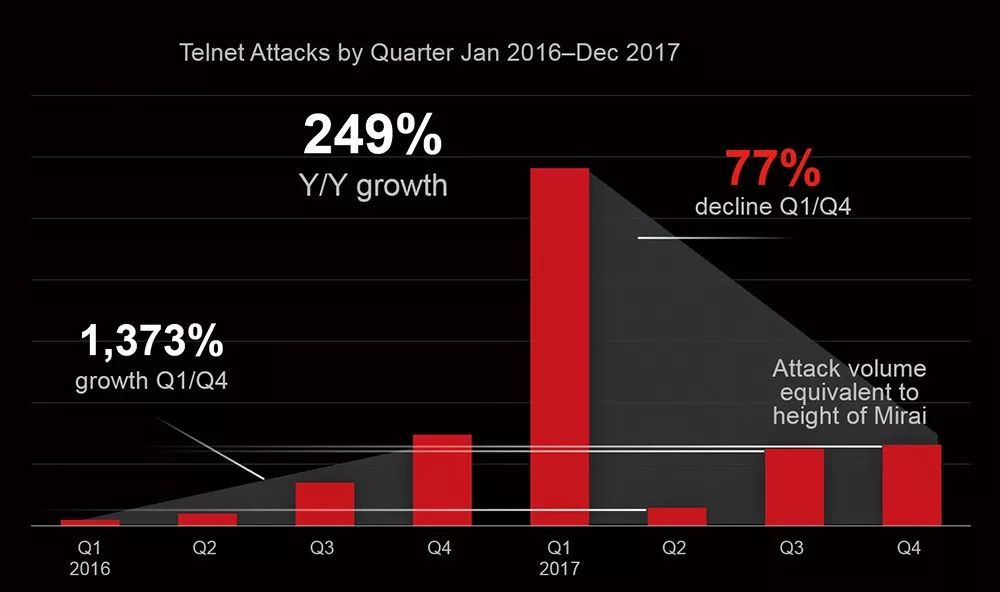 Telnet Attacks by Quarter Jan 2016–Dec 2017
249%
Y/Y growth
77%
decline Q1/Q4
1,373%
growth Q1/Q4
Attack volume
equivalent to
height of Mirai
Q1 Q2 Q3 Q4 Q1 Q2 Q3 Q4
2016 2017